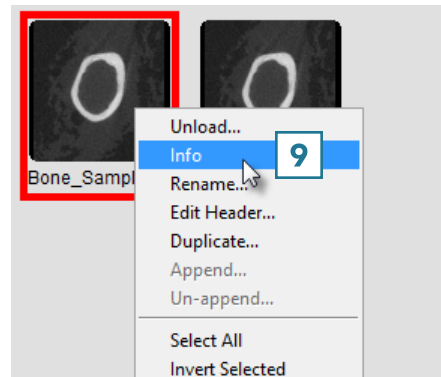 Unload...
Info
9
Bone_Sampl
Rename...
Edit Header...
Duplicate...
Append...
Un-append...
Select All
Invert Selected